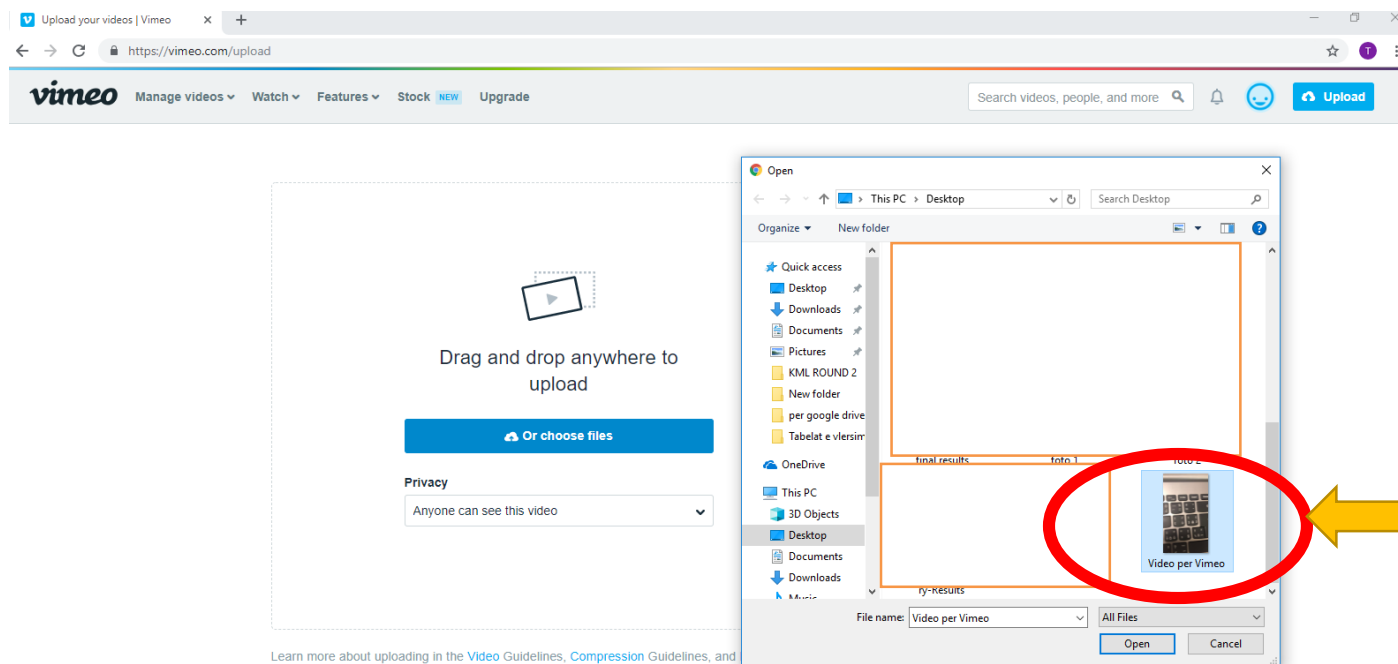 Upload your videos | Vimeo
https://vimeo.com/upload
T
vimeo Manage videos Watch Features Stock NEW Upgrade Search videos, people, and more Upload
Drag and drop anywhere to
upload
Or choose files
Privacy
Anyone can see this video
Learn more about uploading in the Video Guidelines, Compression Guidelines, and
Open
This PC > Desktop Search Desktop
Organize New folder
Quick access
Desktop
Downloads
Documents
Pictures
KML ROUND 2
New folder
per google drive
Tabelat e vlersim
OneDrive
This PC
3D Objects
Desktop
Documents
Downloads
Music
final results foto 1 foto 2
Video per Vimeo
ry-Results
File name: Video per Vimeo All Files
Open Cancel